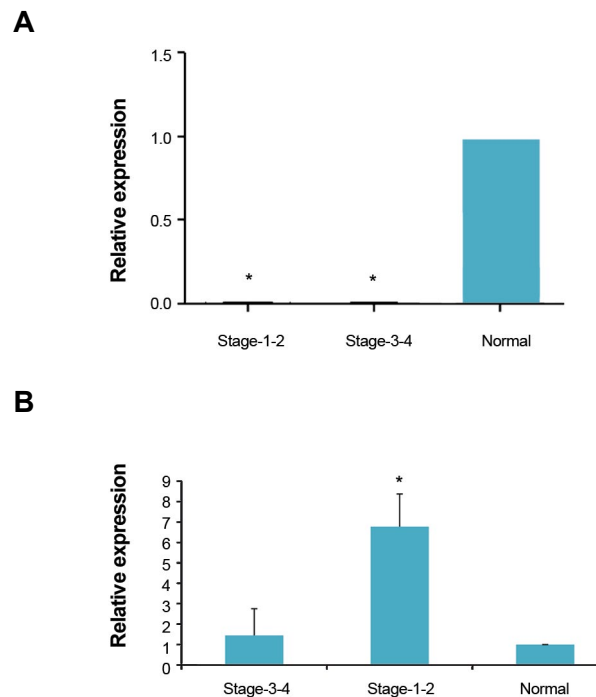 A
Relative expression
1.5
1.0
0.5
0.0
*
*
Stage-1-2
Stage-3-4
Normal
B
Relative expression
9
8
7
6
5
4
3
2
1
0
*
Stage-3-4
Stage-1-2
Normal